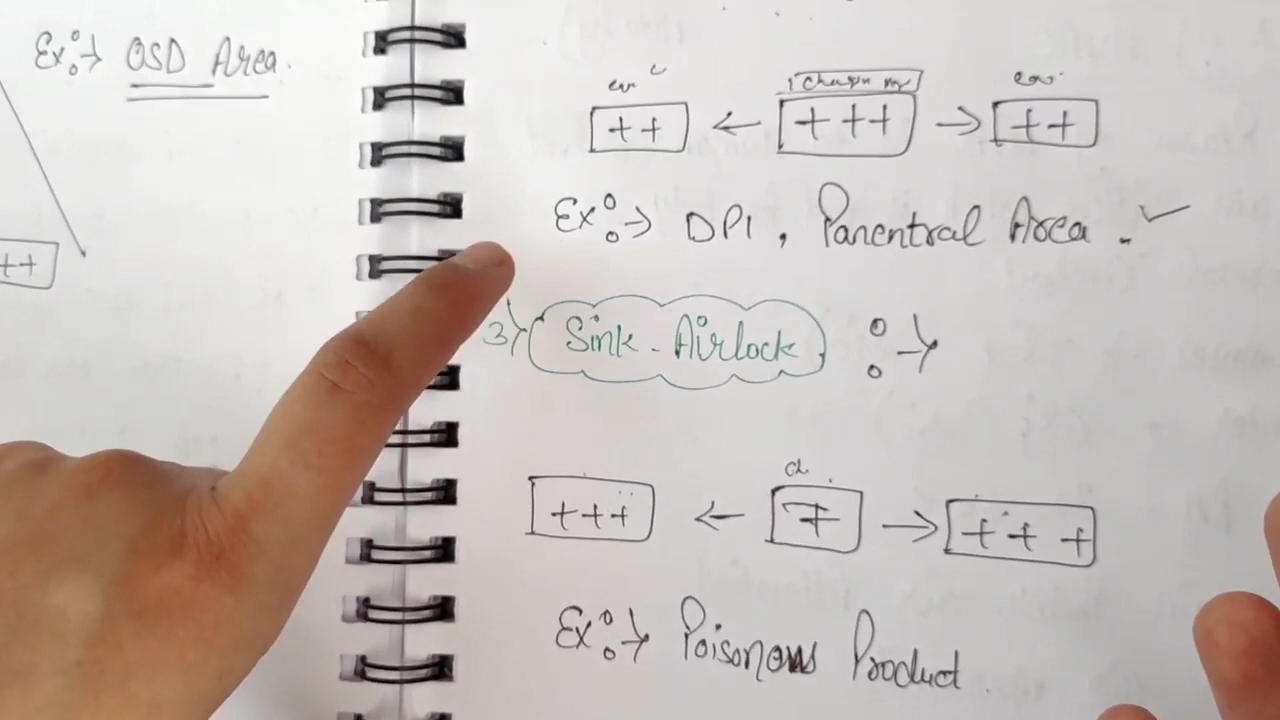 Ex:→ OSD Area.
++
++ ← +++ → ++
Ex:→ DPI, Parentral Area.
3) Sink-Airlock :→
+++ ← + → +++
Ex:→ Poisonous Product.